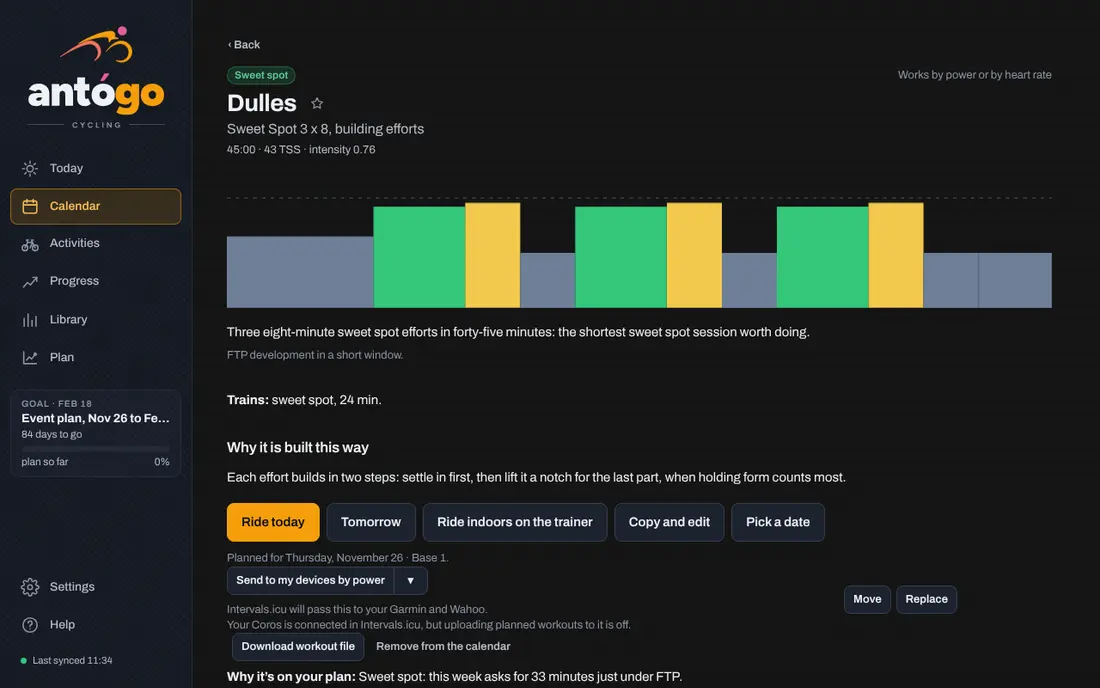 antógo
CYCLING
Today
Calendar
Activities
Progress
Library
Plan
GOAL · FEB 18
Event plan, Nov 26 to Fe...
84 days to go
plan so far 0%
Settings
Help
Last synced 11:34
‹ Back
Sweet spot
Works by power or by heart rate
Dulles
Sweet Spot 3 x 8, building efforts
45:00 · 43 TSS · intensity 0.76
Three eight-minute sweet spot efforts in forty-five minutes: the shortest sweet spot session worth doing.
FTP development in a short window.
Trains: sweet spot, 24 min.
Why it is built this way
Each effort builds in two steps: settle in first, then lift it a notch for the last part, when holding form counts most.
Ride today Tomorrow Ride indoors on the trainer Copy and edit Pick a date
Planned for Thursday, November 26 · Base 1.
Send to my devices by power ▼
Move Replace
Intervals.icu will pass this to your Garmin and Wahoo.
Your Coros is connected in Intervals.icu, but uploading planned workouts to it is off.
Download workout file Remove from the calendar
Why it's on your plan: Sweet spot: this week asks for 33 minutes just under FTP.